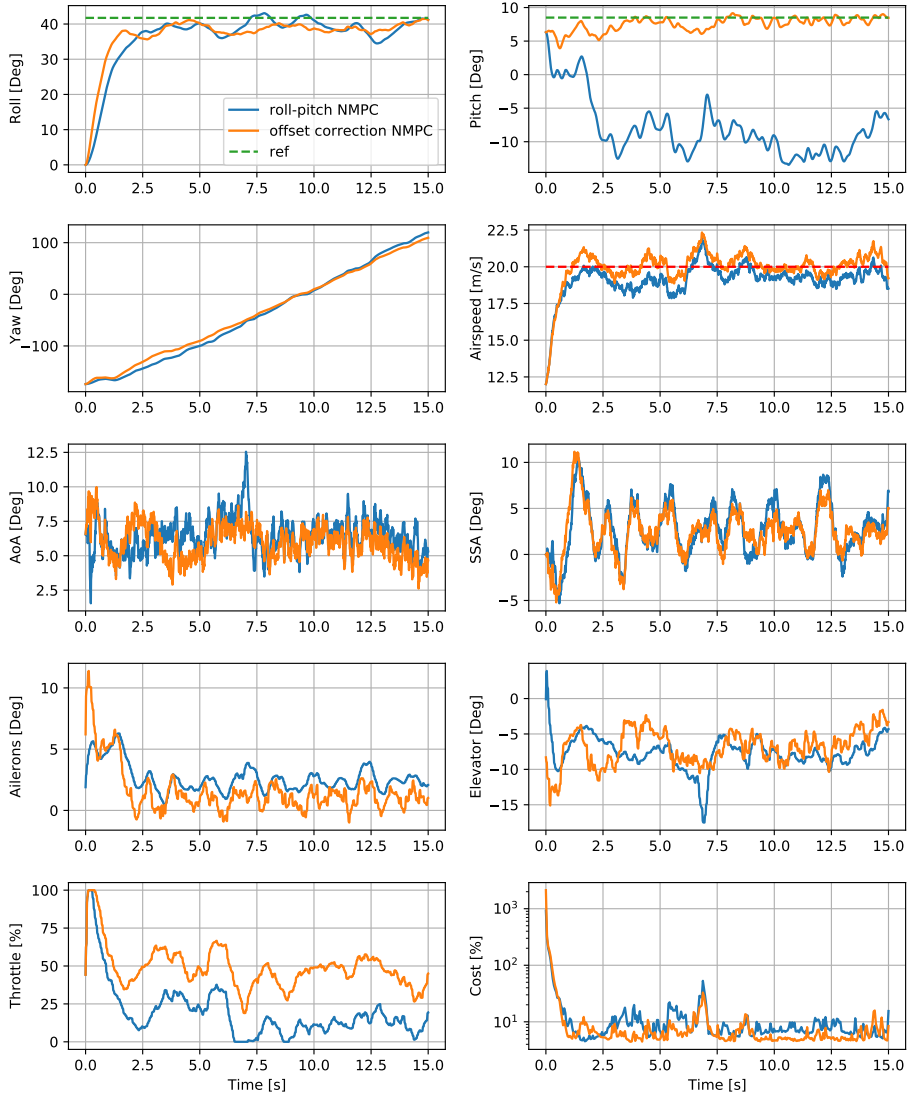 Roll [Deg]
40
30
20
10
0
roll-pitch NMPC
offset correction NMPC
ref
0.0 2.5 5.0 7.5 10.0 12.5 15.0
Pitch [Deg]
10
5
0
−5
−10
0.0 2.5 5.0 7.5 10.0 12.5 15.0
Yaw [Deg]
100
0
−100
0.0 2.5 5.0 7.5 10.0 12.5 15.0
Airspeed [m/s]
22.5
20.0
17.5
15.0
12.5
0.0 2.5 5.0 7.5 10.0 12.5 15.0
AoA [Deg]
12.5
10.0
7.5
5.0
2.5
0.0 2.5 5.0 7.5 10.0 12.5 15.0
SSA [Deg]
10
5
0
−5
0.0 2.5 5.0 7.5 10.0 12.5 15.0
Ailerons [Deg]
10
5
0
0.0 2.5 5.0 7.5 10.0 12.5 15.0
Elevator [Deg]
0
−5
−10
−15
0.0 2.5 5.0 7.5 10.0 12.5 15.0
Throttle [%]
100
75
50
25
0
0.0 2.5 5.0 7.5 10.0 12.5 15.0
Time [s]
Cost [%]
10³
10²
10¹
0.0 2.5 5.0 7.5 10.0 12.5 15.0
Time [s]